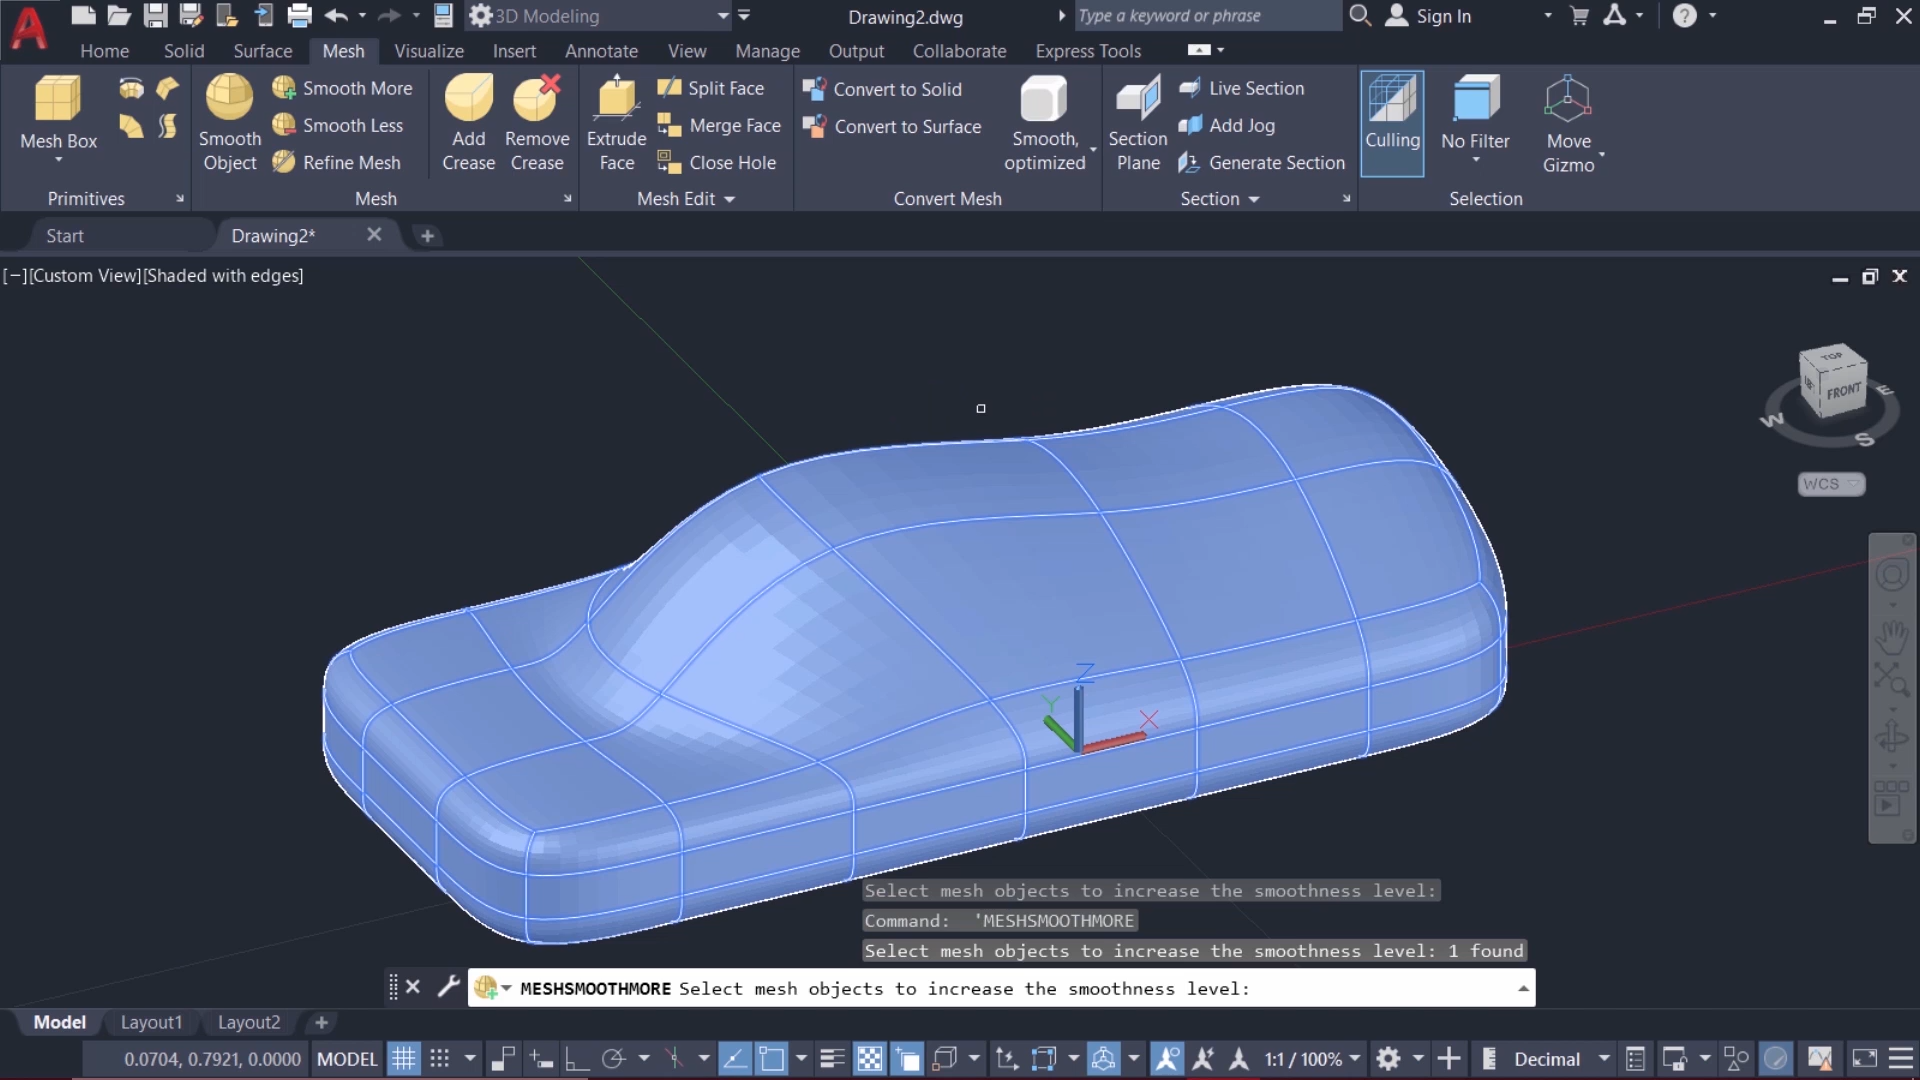 3D Modeling
Drawing2.dwg
Type a keyword or phrase
Sign In
Home Solid Surface Mesh Visualize Insert Annotate View Manage Output Collaborate Express Tools
Mesh Box
Smooth Object
Smooth More
Smooth Less
Refine Mesh
Add Crease
Remove Crease
Extrude Face
Split Face
Merge Face
Close Hole
Convert to Solid
Convert to Surface
Smooth, optimized
Section Plane
Live Section
Add Jog
Generate Section
Culling
No Filter
Move Gizmo
Primitives Mesh Mesh Edit Convert Mesh Section Selection
Start Drawing2*
[−][Custom View][Shaded with edges]
TOP
FRONT
W
S
E
WCS
Z
Y
X
Select mesh objects to increase the smoothness level:
Command:  'MESHSMOOTHMORE
Select mesh objects to increase the smoothness level: 1 found
MESHSMOOTHMORE Select mesh objects to increase the smoothness level:
Model Layout1 Layout2
0.0704, 0.7921, 0.0000 MODEL 1:1 / 100% Decimal